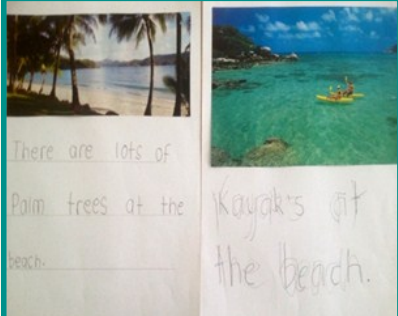 There are lots of
Palm trees at the
beach.
Kayak's at
the beach.